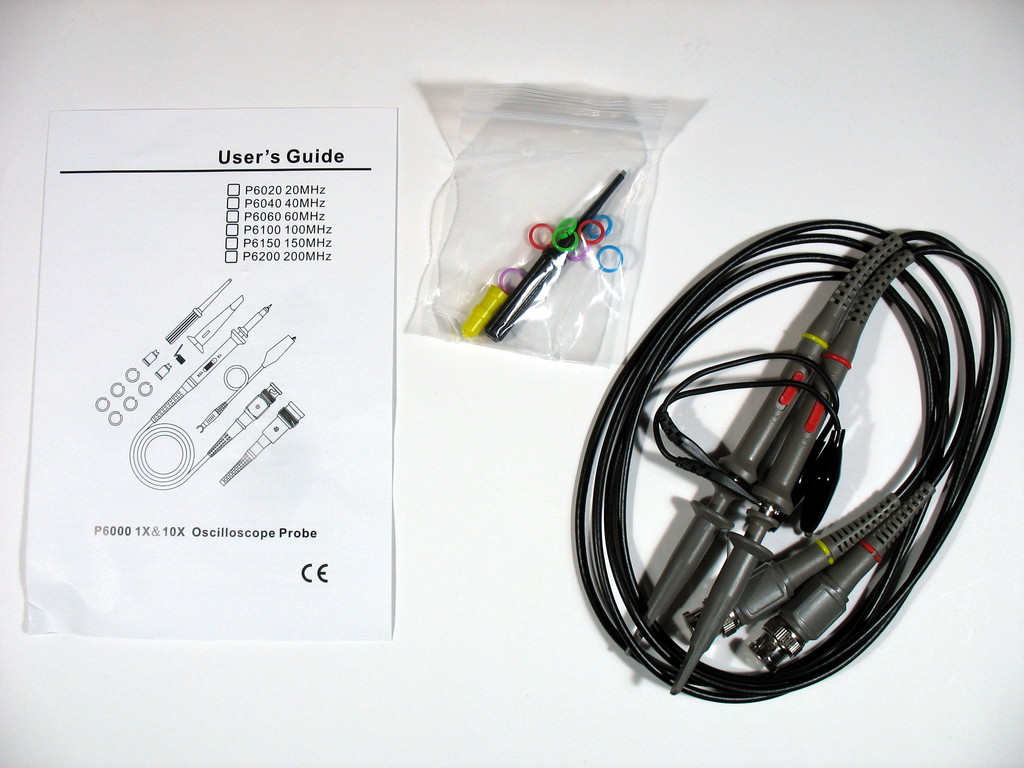 User's Guide
P6020 20MHz
P6040 40MHz
P6060 60MHz
P6100 100MHz
P6150 150MHz
P6200 200MHz
P6000 1X&10X Oscilloscope Probe
CE